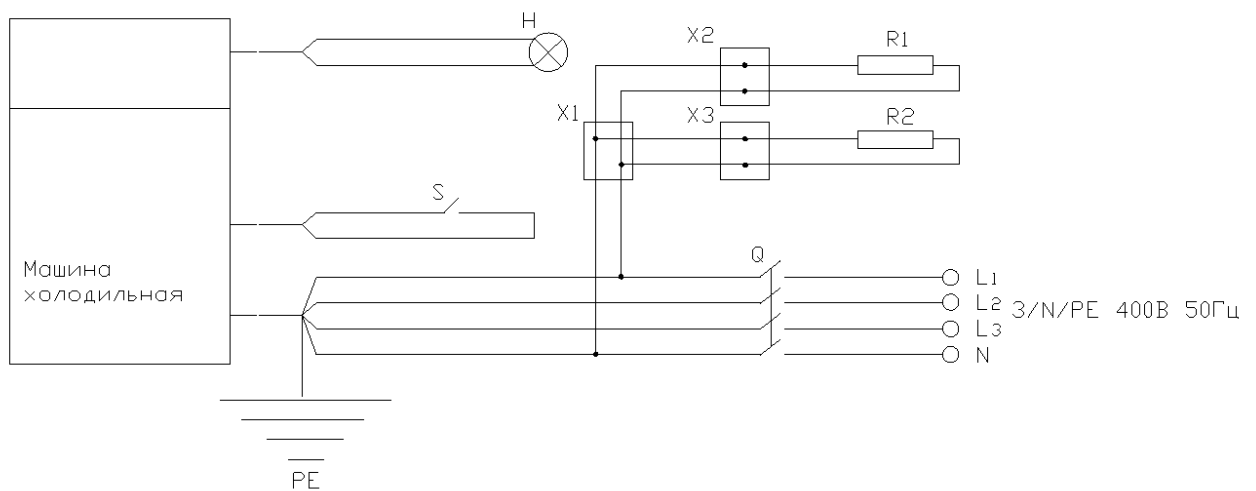 H
X2
R1
X1
X3
R2
S
Машина
холодильная
Q
L1
L2
L3
N
3/N/PE 400В 50Гц
PE